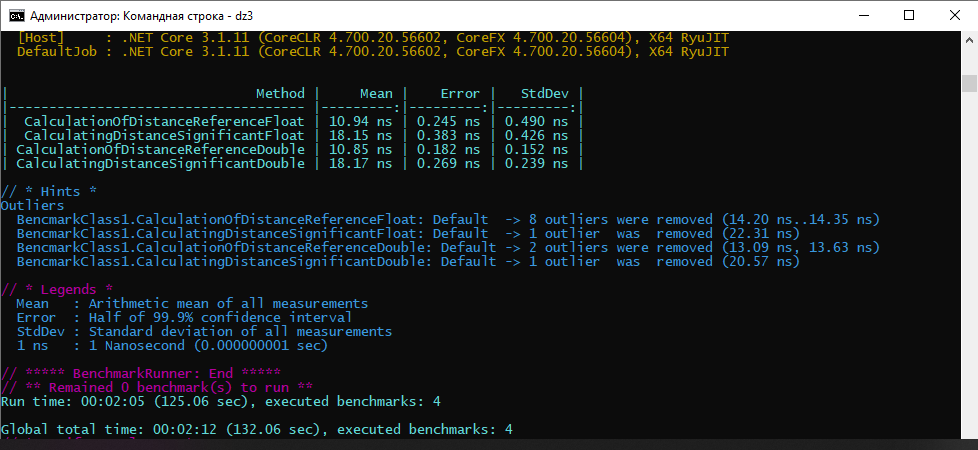 Администратор: Командная строка - dz3
[Host]     : .NET Core 3.1.11 (CoreCLR 4.700.20.56602, CoreFX 4.700.20.56604), X64 RyuJIT
DefaultJob : .NET Core 3.1.11 (CoreCLR 4.700.20.56602, CoreFX 4.700.20.56604), X64 RyuJIT
|                               Method |     Mean |    Error |   StdDev |
|------------------------------------- |---------:|---------:|---------:|
|  CalculationOfDistanceReferenceFloat | 10.94 ns | 0.245 ns | 0.490 ns |
|  CalculatingDistanceSignificantFloat | 18.15 ns | 0.383 ns | 0.426 ns |
| CalculationOfDistanceReferenceDouble | 10.85 ns | 0.182 ns | 0.152 ns |
| CalculatingDistanceSignificantDouble | 18.17 ns | 0.269 ns | 0.239 ns |
// * Hints *
Outliers
  BencmarkClass1.CalculationOfDistanceReferenceFloat: Default  -> 8 outliers were removed (14.20 ns..14.35 ns)
  BencmarkClass1.CalculatingDistanceSignificantFloat: Default  -> 1 outlier  was  removed (22.31 ns)
  BencmarkClass1.CalculationOfDistanceReferenceDouble: Default -> 2 outliers were removed (13.09 ns, 13.63 ns)
  BencmarkClass1.CalculatingDistanceSignificantDouble: Default -> 1 outlier  was  removed (20.57 ns)
// * Legends *
  Mean   : Arithmetic mean of all measurements
  Error  : Half of 99.9% confidence interval
  StdDev : Standard deviation of all measurements
  1 ns   : 1 Nanosecond (0.000000001 sec)
// ***** BenchmarkRunner: End *****
// ** Remained 0 benchmark(s) to run **
Run time: 00:02:05 (125.06 sec), executed benchmarks: 4
Global total time: 00:02:12 (132.06 sec), executed benchmarks: 4